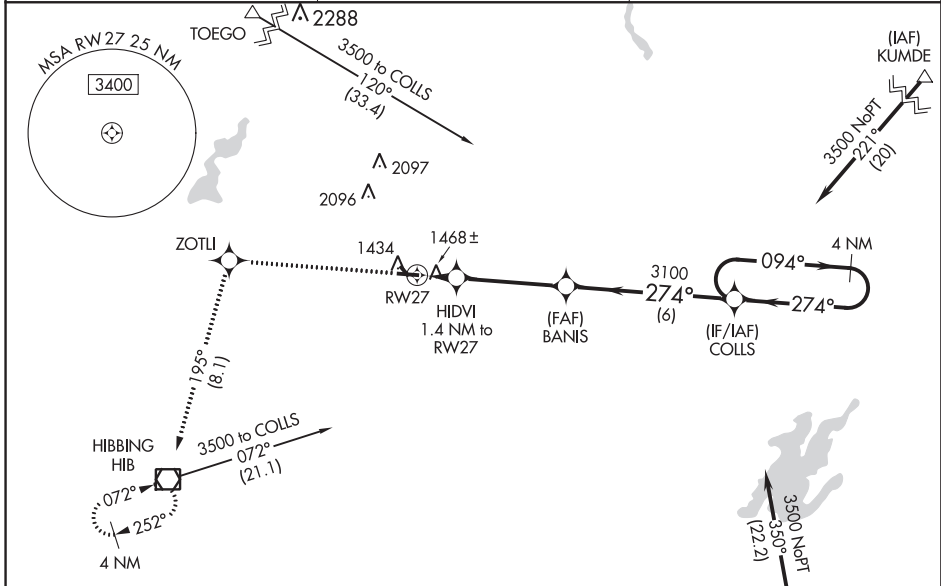 TOEGO
2288
MSA RW27 25 NM
3400
3500 to COLLS
120°
(33.4)
(IAF)
KUMDE
3500 NoPT
221°
(20)
2097
2096
ZOTLI
1434
1468±
RW27
HIDVI
1.4 NM to
RW27
(FAF)
BANIS
3100
274°
(6)
094°
4 NM
274°
(IF/IAF)
COLLS
195°
(8.1)
HIBBING
HIB
3500 to COLLS
072°
(21.1)
072°
252°
4 NM
3500 NoPT
350°
(22.2)